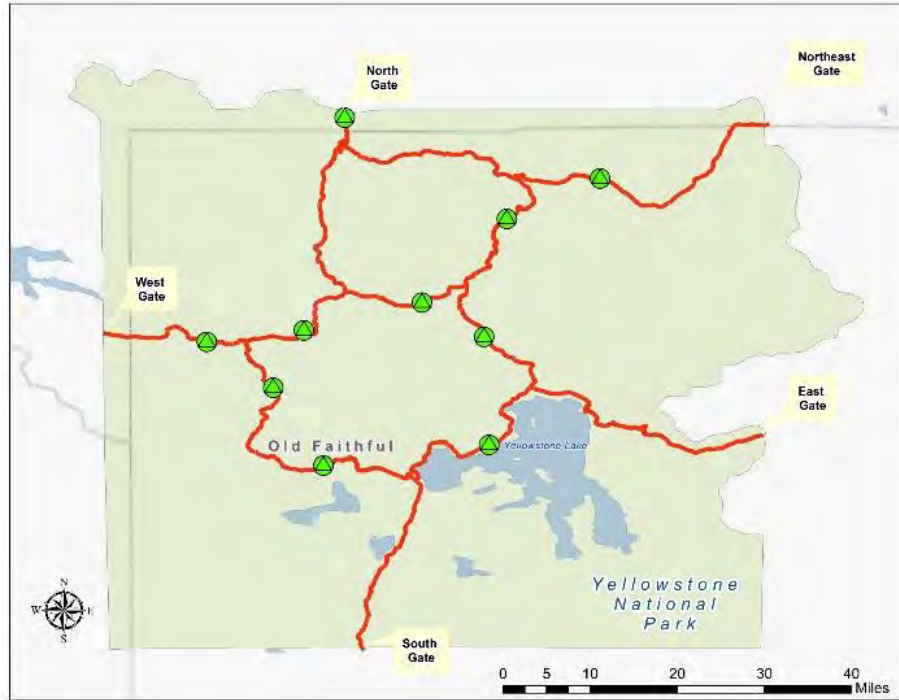 Northeast
Gate
North
Gate
West
Gate
East
Gate
Old Faithful
Yellowstone Lake
Yellowstone
National
Park
N
W E
S
South
Gate
0 5 10 20 30 40
Miles